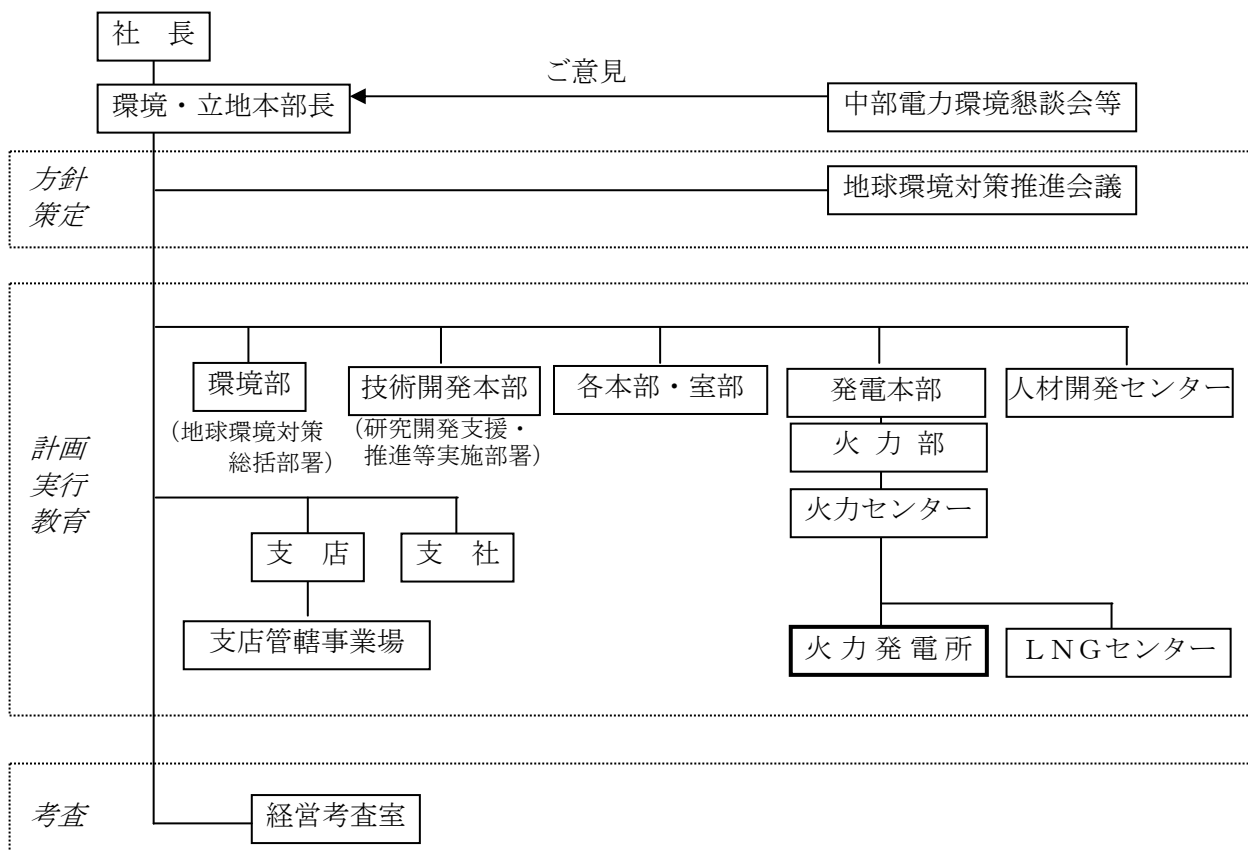 社　長
ご意見
環境・立地本部長
中部電力環境懇談会等
方針
策定
地球環境対策推進会議
計画
実行
教育
環境部
(地球環境対策
総括部署)
技術開発本部
(研究開発支援・
推進等実施部署)
各本部・室部
発電本部
人材開発センター
火 力 部
火力センター
支　店
支　社
支店管轄事業場
火 力 発 電 所
ＬＮＧセンター
考査
経営考査室